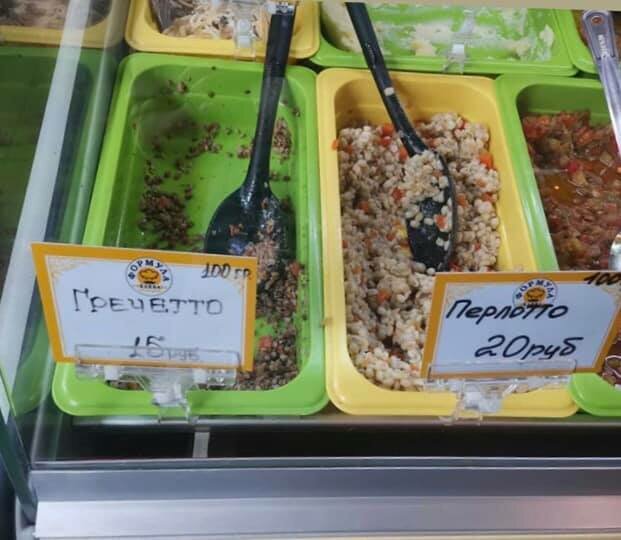 ФОРМУЛА
100 гр
ГРЕЧЕТТО
15 руб
ФОРМУЛА
100
Перлотто
20 руб